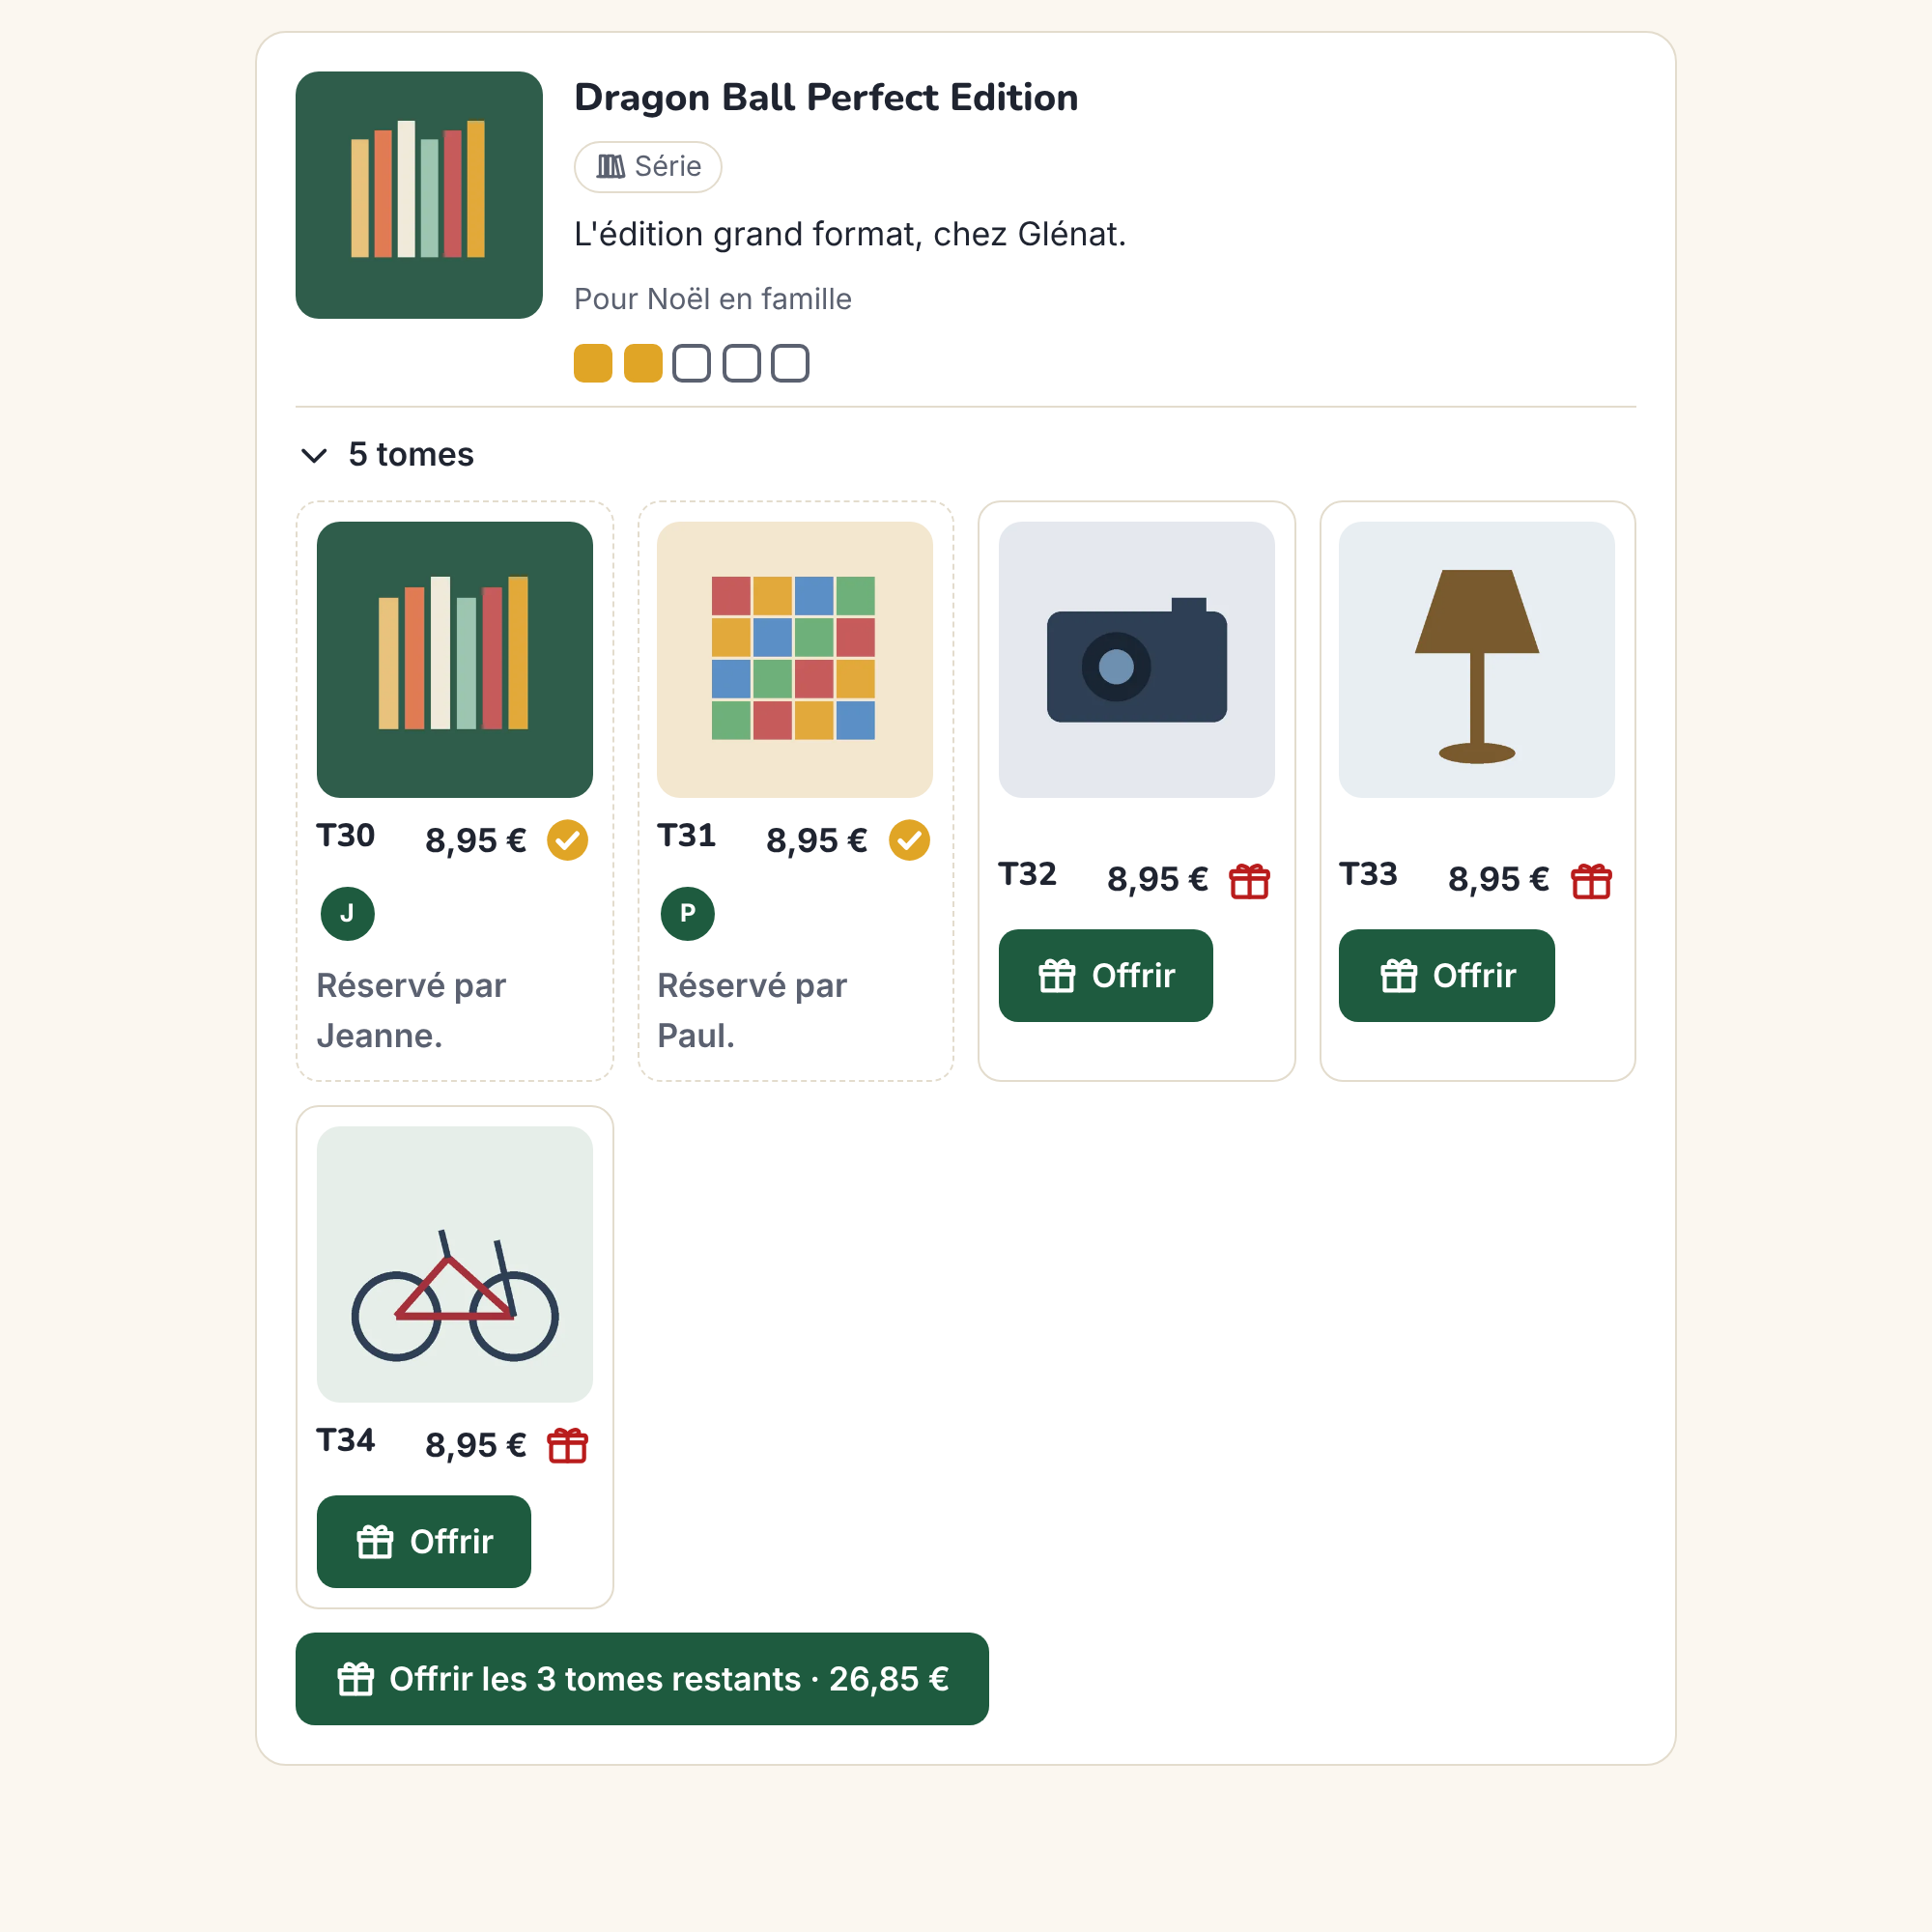 Dragon Ball Perfect Edition
Série
L'édition grand format, chez Glénat.
Pour Noël en famille
5 tomes
T30 8,95 €
J
Réservé par
Jeanne.
T31 8,95 €
P
Réservé par
Paul.
T32 8,95 €
Offrir
T33 8,95 €
Offrir
T34 8,95 €
Offrir
Offrir les 3 tomes restants · 26,85 €